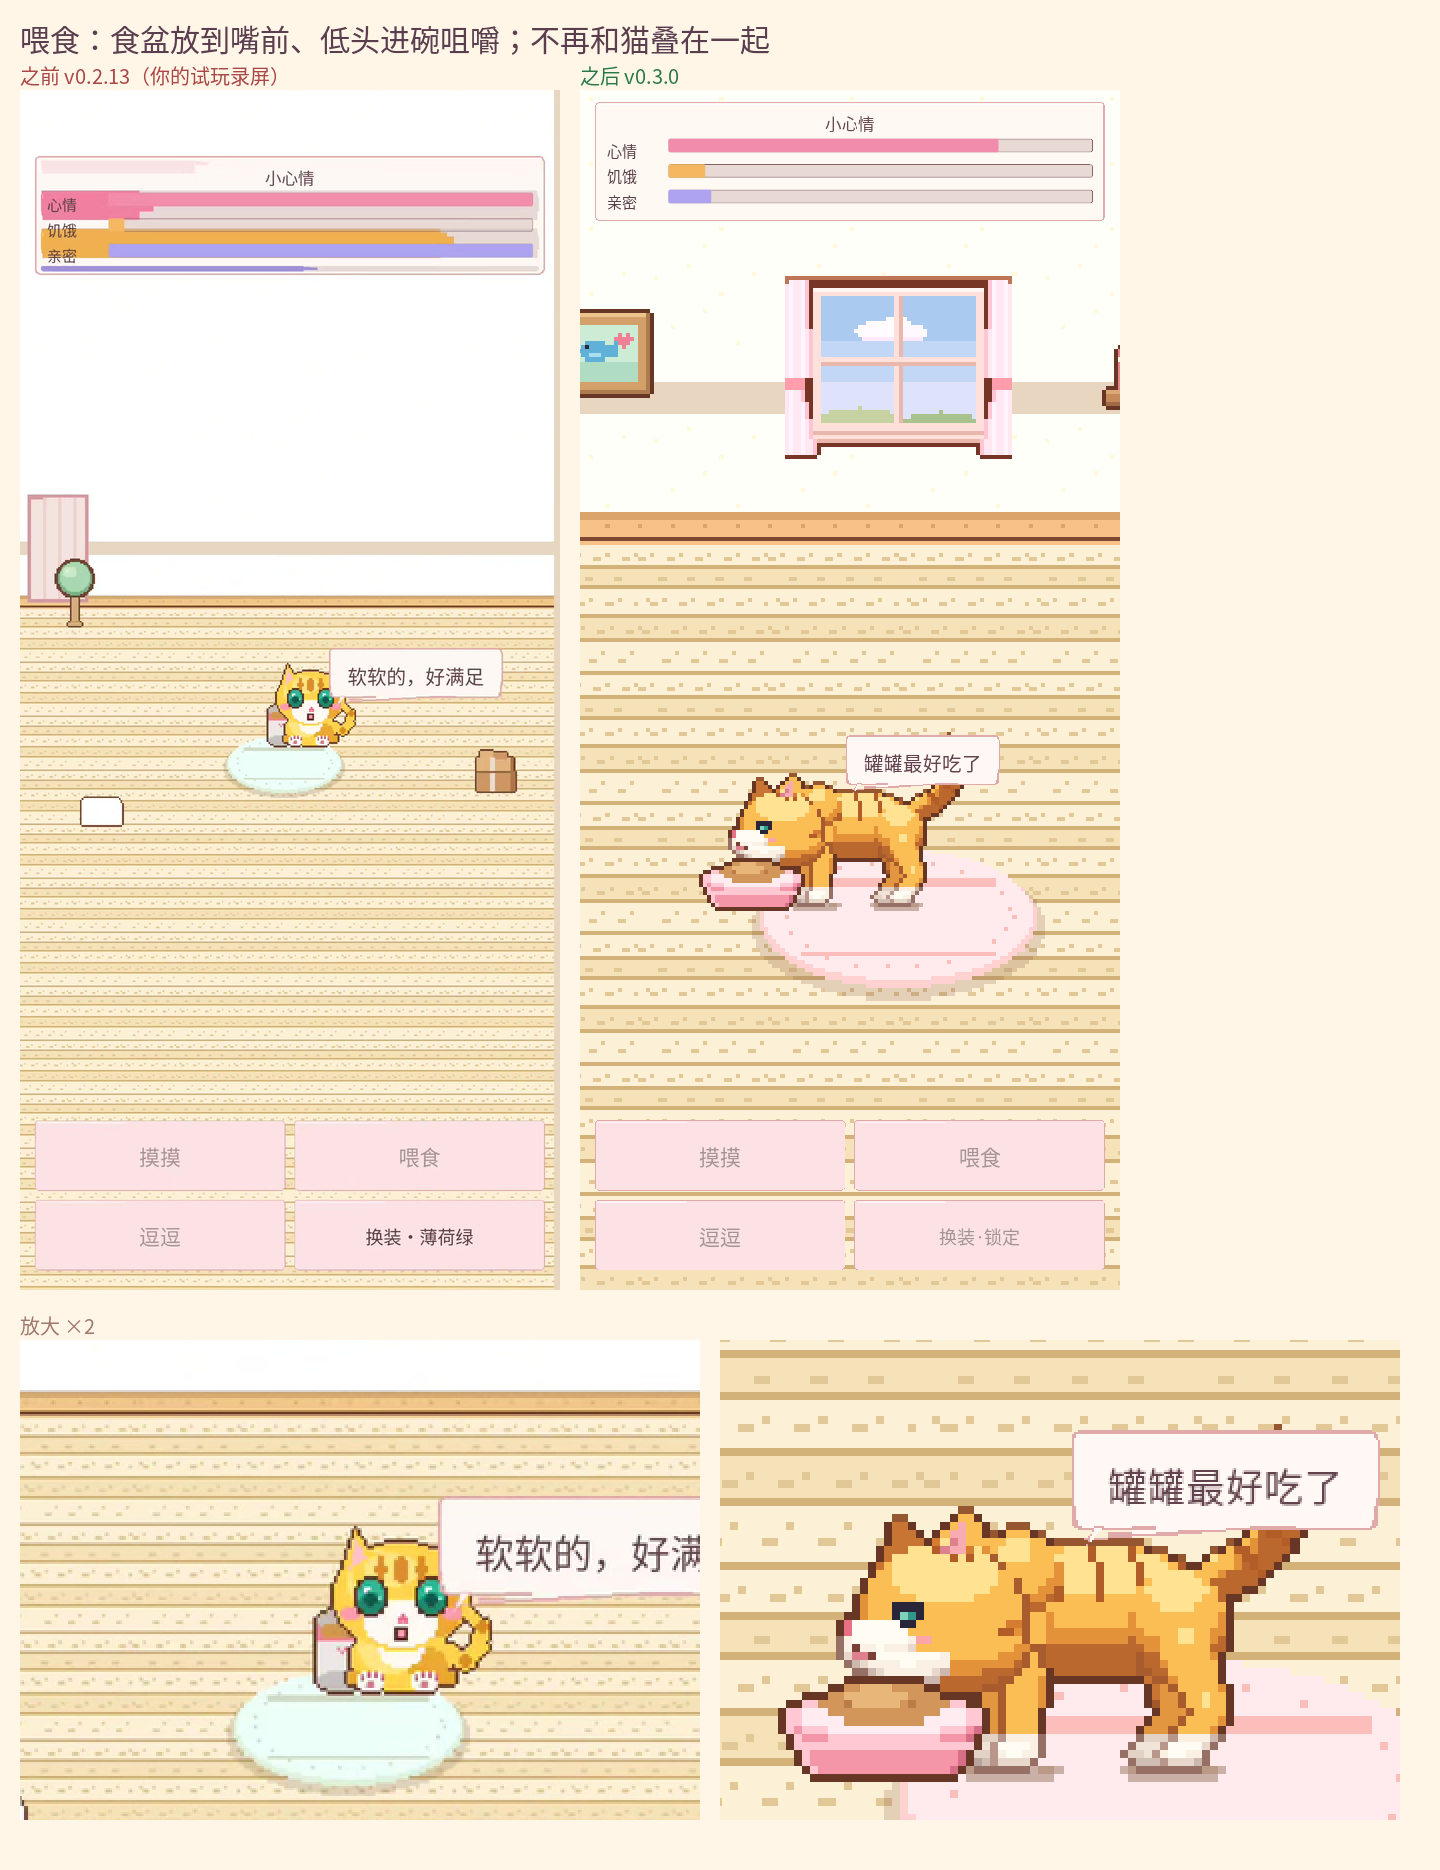 喂食：食盆放到嘴前、低头进碗咀嚼；不再和猫叠在一起
之前 v0.2.13（你的试玩录屏）
小心情
心情
饥饿
亲密
软软的，好满足
摸摸
喂食
逗逗
换装・薄荷绿
之后 v0.3.0
小心情
心情
饥饿
亲密
罐罐最好吃了
摸摸
喂食
逗逗
换装·锁定
放大 ×2
软软的，好满
罐罐最好吃了